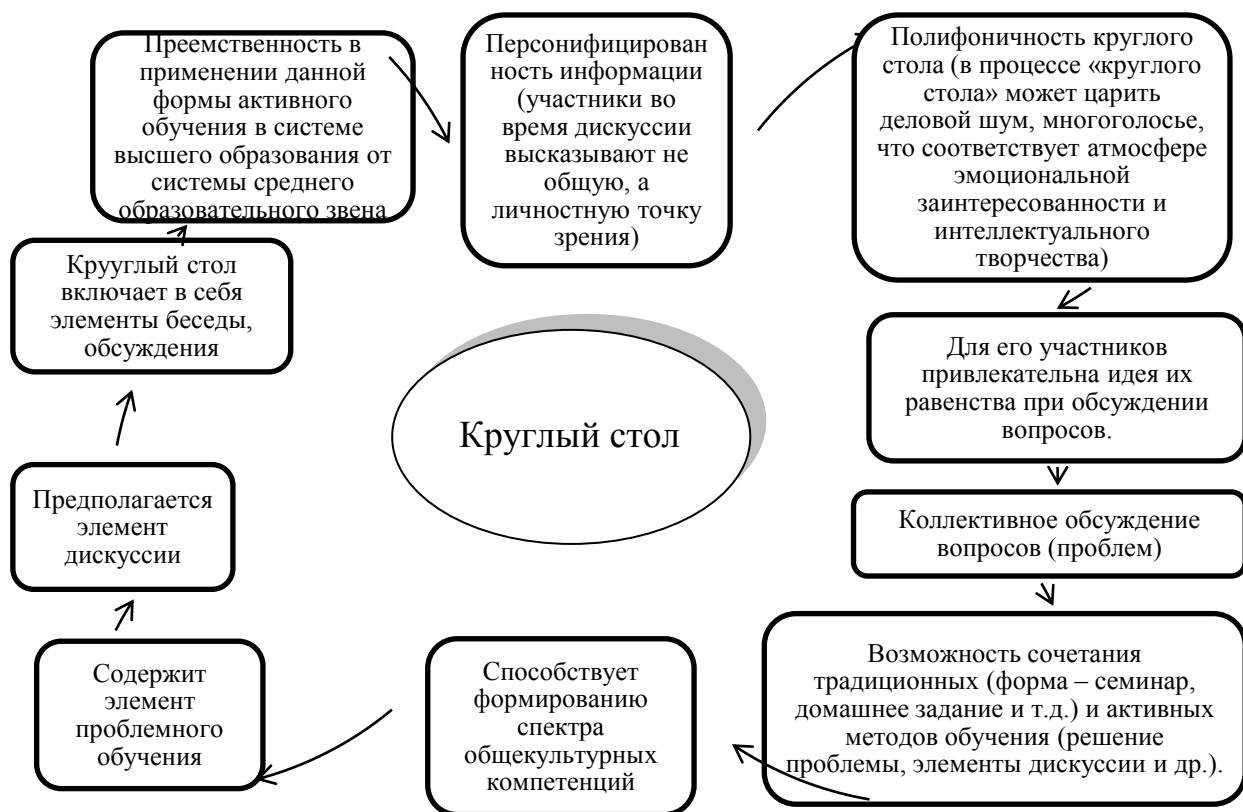 Преемственность в
применении данной
формы активного
обучения в системе
высшего образования от
системы среднего
образовательного звена
Персонифицирован
ность информации
(участники во
время дискуссии
высказывают не
общую, а
личностную точку
зрения)
Полифоничность круглого
стола (в процессе «круглого
стола» может царить
деловой шум, многоголосье,
что соответствует атмосфере
эмоциональной
заинтересованности и
интеллектуального
творчества)
Для его участников
привлекательна идея их
равенства при обсуждении
вопросов.
Коллективное обсуждение
вопросов (проблем)
Возможность сочетания
традиционных (форма – семинар,
домашнее задание и т.д.) и активных
методов обучения (решение
проблемы, элементы дискуссии и др.).
Способствует
формированию
спектра
общекультурных
компетенций
Содержит
элемент
проблемного
обучения
Предполагается
элемент
дискуссии
Крууглый стол
включает в себя
элементы беседы,
обсуждения
Круглый стол